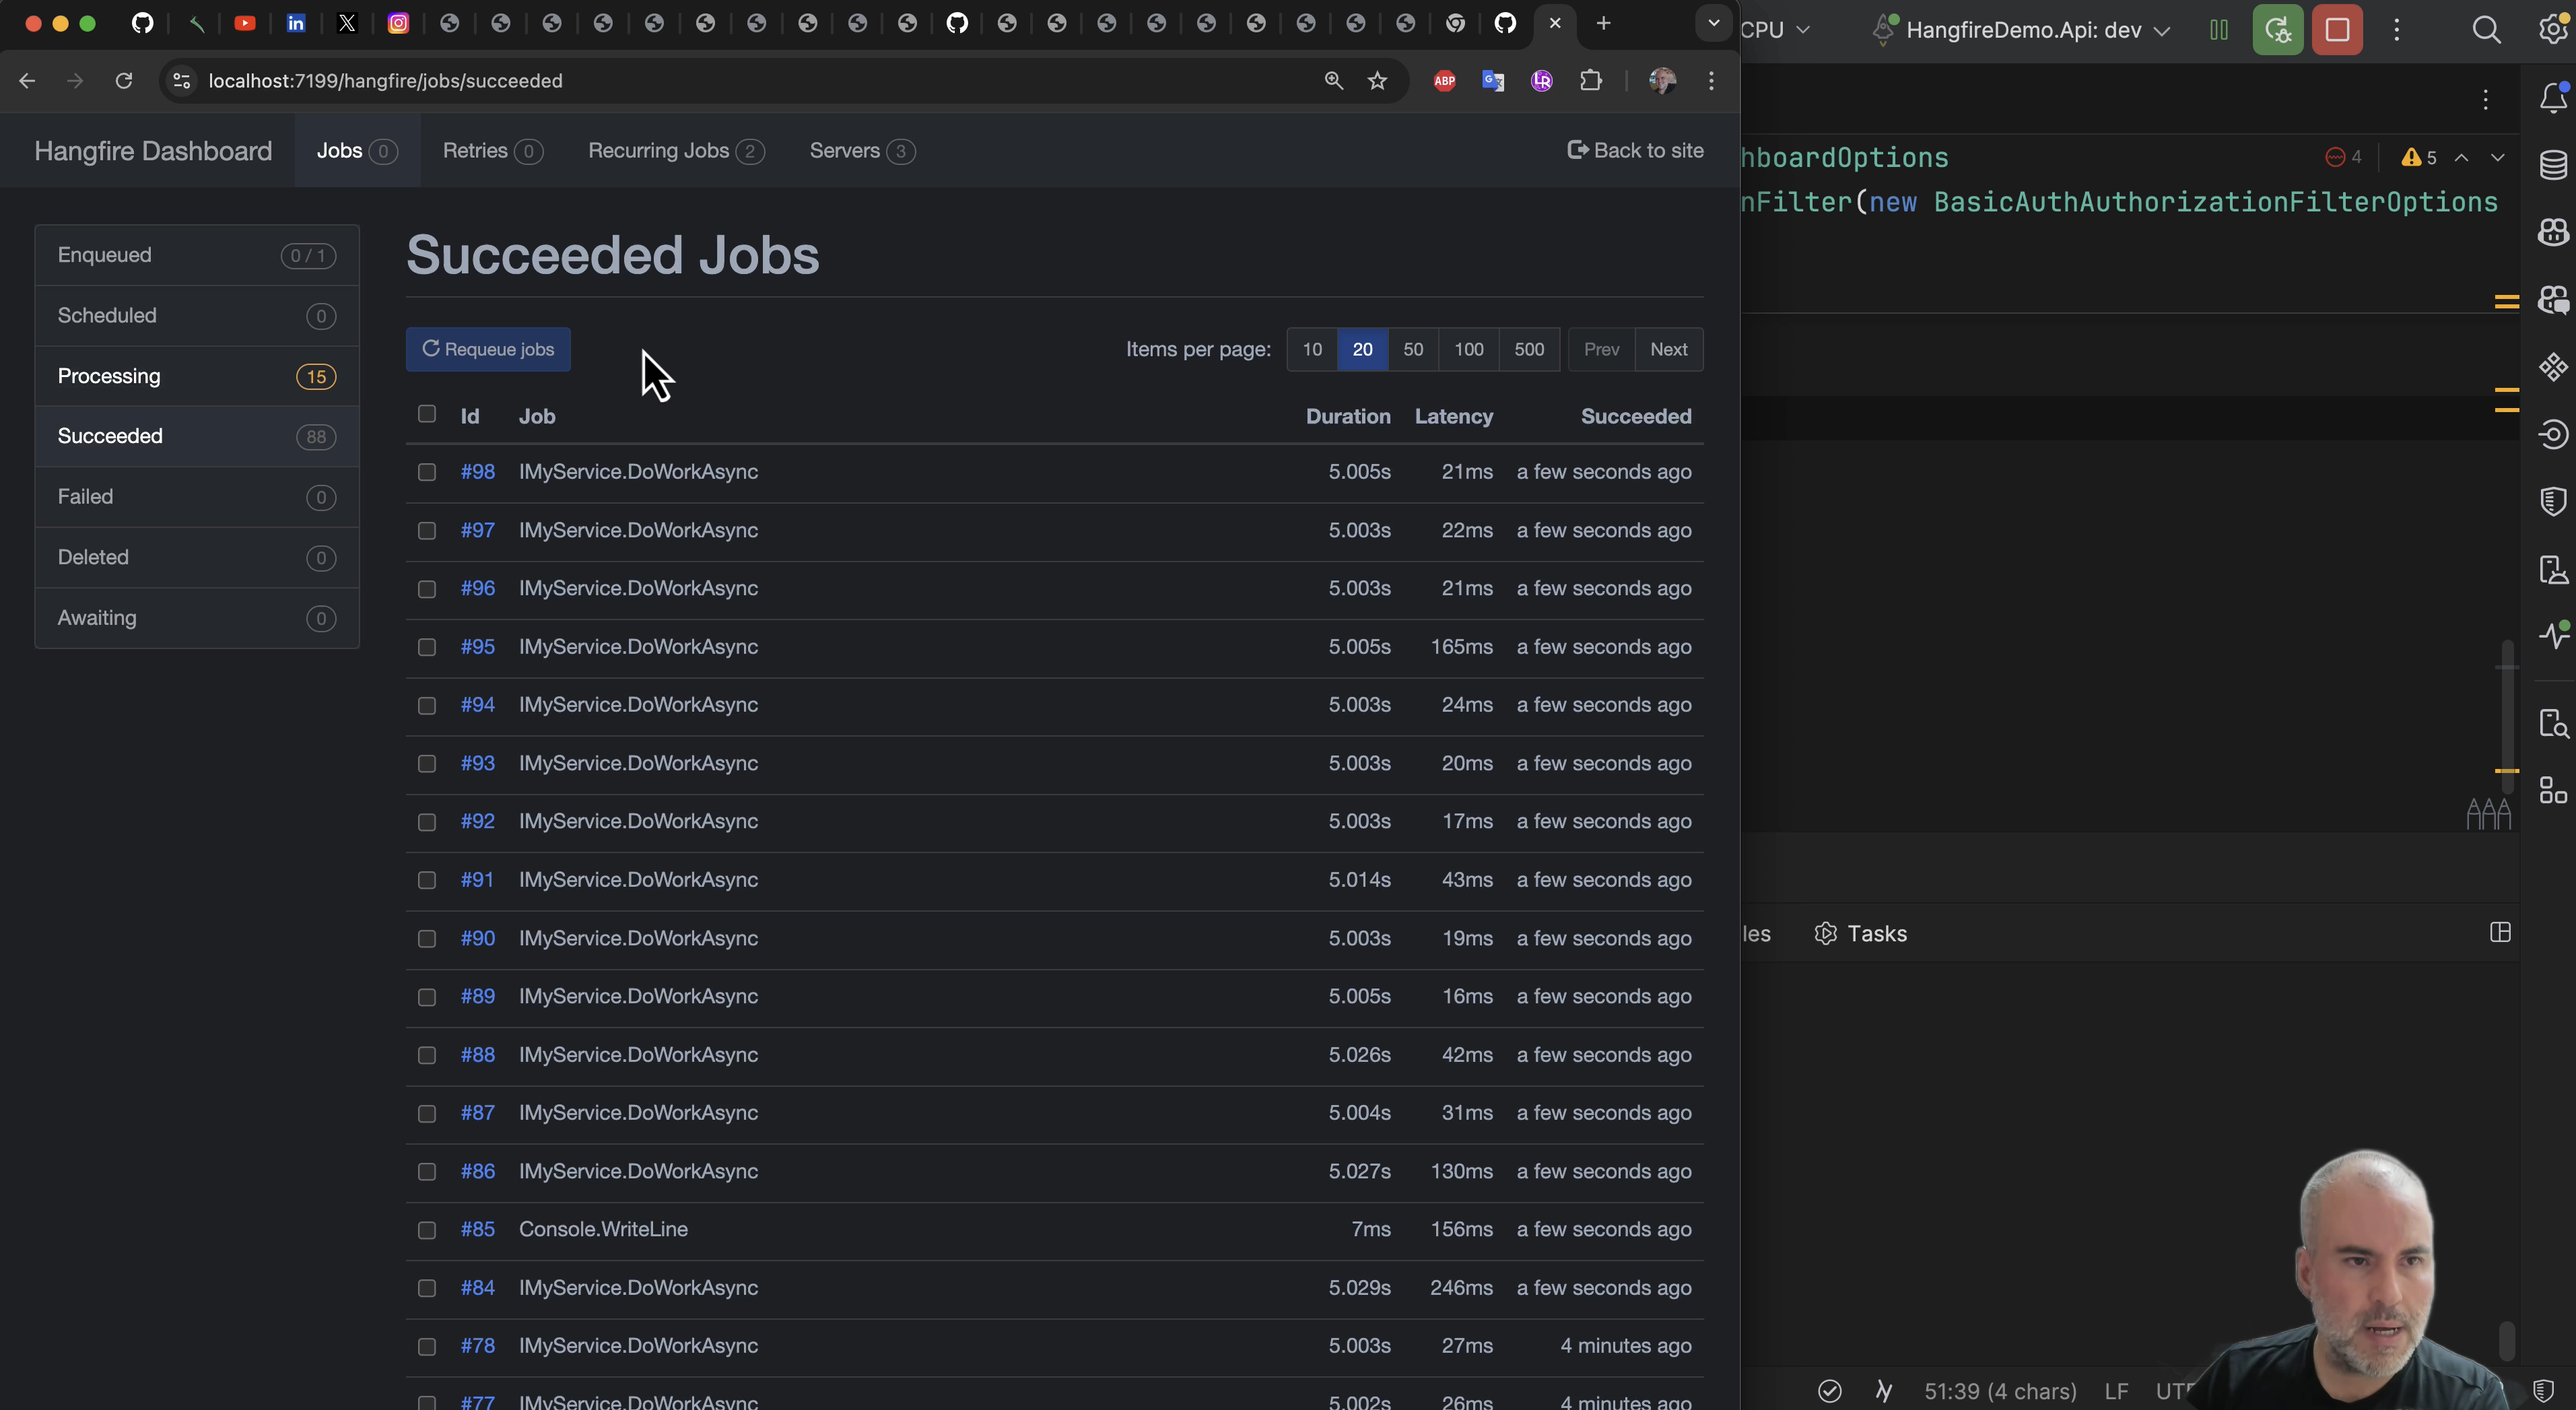 CPU
HangfireDemo.Api: dev
localhost:7199/hangfire/jobs/succeeded
ABP
LR
Hangfire Dashboard
Jobs 0
Retries 0
Recurring Jobs 2
Servers 3
Back to site
hboardOptions
4
5
nFilter(new BasicAuthAuthorizationFilterOptions
Enqueued 0 / 1
Scheduled 0
Processing 15
Succeeded 88
Failed 0
Deleted 0
Awaiting 0
Succeeded Jobs
Requeue jobs
Items per page: 10 20 50 100 500 Prev Next
Id Job Duration Latency Succeeded
#98 IMyService.DoWorkAsync 5.005s 21ms a few seconds ago
#97 IMyService.DoWorkAsync 5.003s 22ms a few seconds ago
#96 IMyService.DoWorkAsync 5.003s 21ms a few seconds ago
#95 IMyService.DoWorkAsync 5.005s 165ms a few seconds ago
#94 IMyService.DoWorkAsync 5.003s 24ms a few seconds ago
#93 IMyService.DoWorkAsync 5.003s 20ms a few seconds ago
#92 IMyService.DoWorkAsync 5.003s 17ms a few seconds ago
#91 IMyService.DoWorkAsync 5.014s 43ms a few seconds ago
#90 IMyService.DoWorkAsync 5.003s 19ms a few seconds ago
#89 IMyService.DoWorkAsync 5.005s 16ms a few seconds ago
#88 IMyService.DoWorkAsync 5.026s 42ms a few seconds ago
#87 IMyService.DoWorkAsync 5.004s 31ms a few seconds ago
#86 IMyService.DoWorkAsync 5.027s 130ms a few seconds ago
#85 Console.WriteLine 7ms 156ms a few seconds ago
#84 IMyService.DoWorkAsync 5.029s 246ms a few seconds ago
#78 IMyService.DoWorkAsync 5.003s 27ms 4 minutes ago
#77 IMyService.DoWorkAsync 5.002s 26ms 4 minutes ago
les
Tasks
51:39 (4 chars) LF UTF